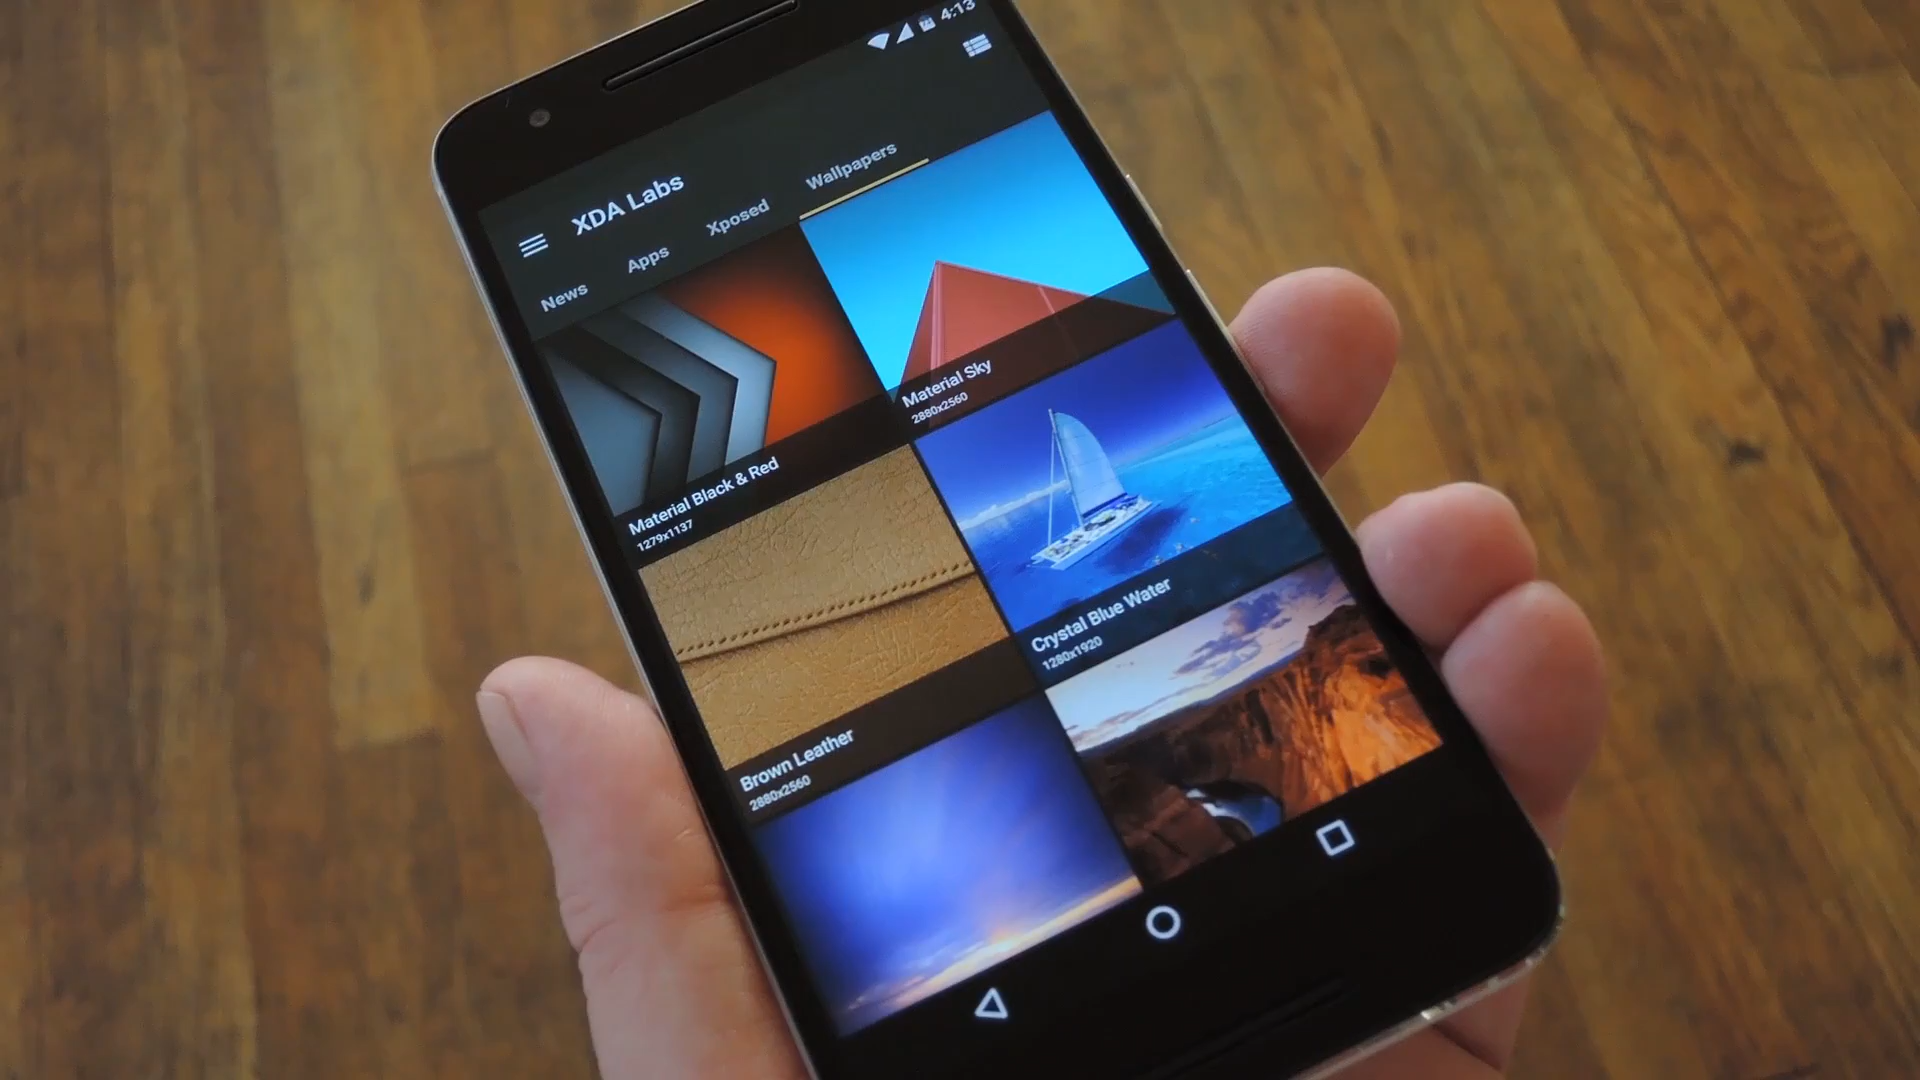 4:13
XDA Labs
News Apps Xposed Wallpapers
Material Black & Red
1279x1137
Material Sky
2880x2560
Brown Leather
2880x2560
Crystal Blue Water
1280x1920